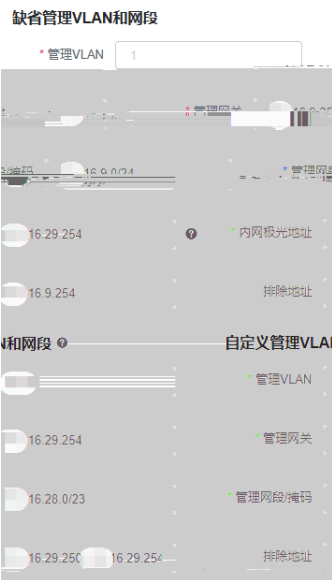 缺省管理VLAN和网段
* 管理VLAN 1
* 管理网关
/掩码 16.9.0/24 * 管理网段
16.29.254 * 内网极光地址
16.9.254 排除地址
和网段 自定义管理VLA
* 管理VLAN
16.29.254 * 管理网关
16.28.0/23 * 管理网段/掩码
16.29.250 16.29.254 排除地址